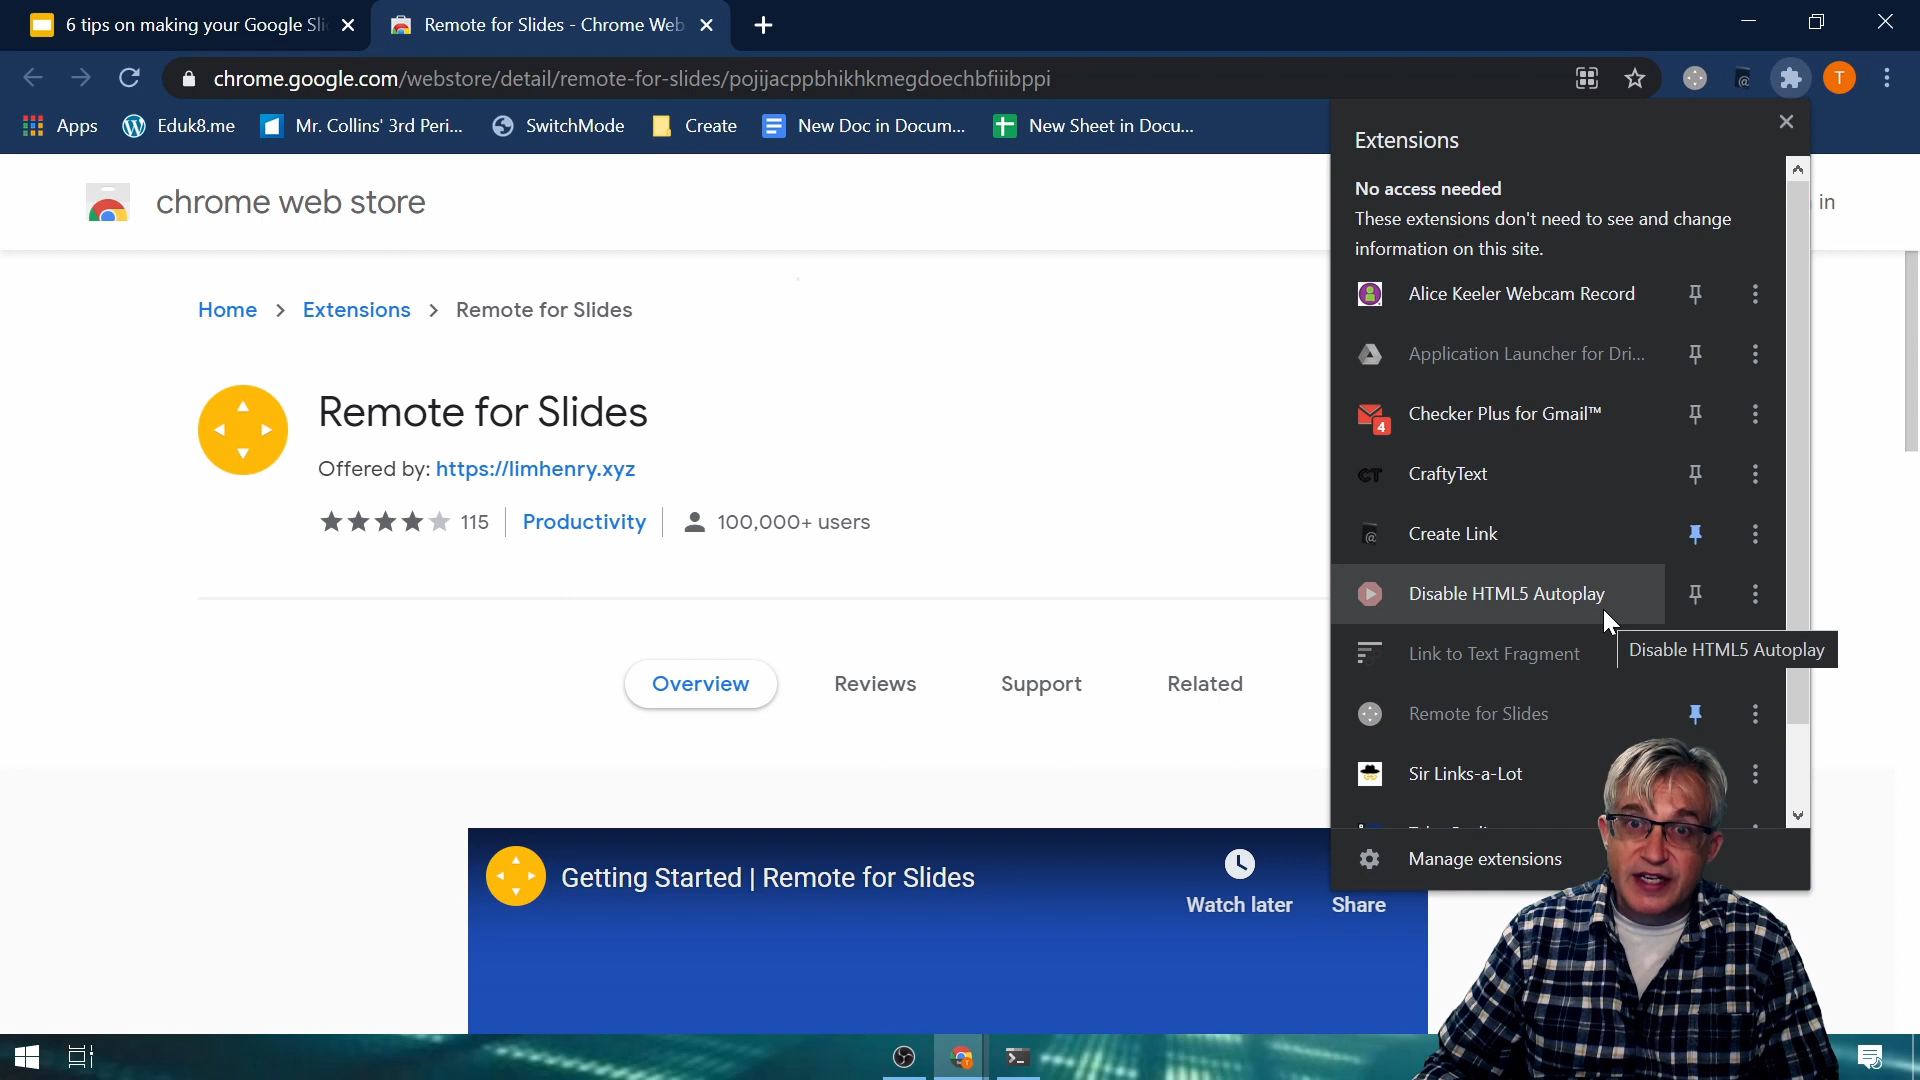 6 tips on making your Google Sli
Remote for Slides - Chrome Web
chrome.google.com/webstore/detail/remote-for-slides/pojijacppbhikhkmegdoechbfiiibppi
T
Apps
Eduk8.me
Mr. Collins' 3rd Peri...
SwitchMode
Create
New Doc in Docum...
New Sheet in Docu...
chrome web store
in
Home > Extensions > Remote for Slides
Remote for Slides
Offered by: https://limhenry.xyz
115
Productivity
100,000+ users
Overview
Reviews
Support
Related
Getting Started | Remote for Slides
Watch later
Share
Extensions
No access needed
These extensions don't need to see and change
information on this site.
Alice Keeler Webcam Record
Application Launcher for Dri...
4
Checker Plus for Gmail™
CT
CraftyText
Create Link
Disable HTML5 Autoplay
Disable HTML5 Autoplay
Link to Text Fragment
Remote for Slides
Sir Links-a-Lot
Manage extensions